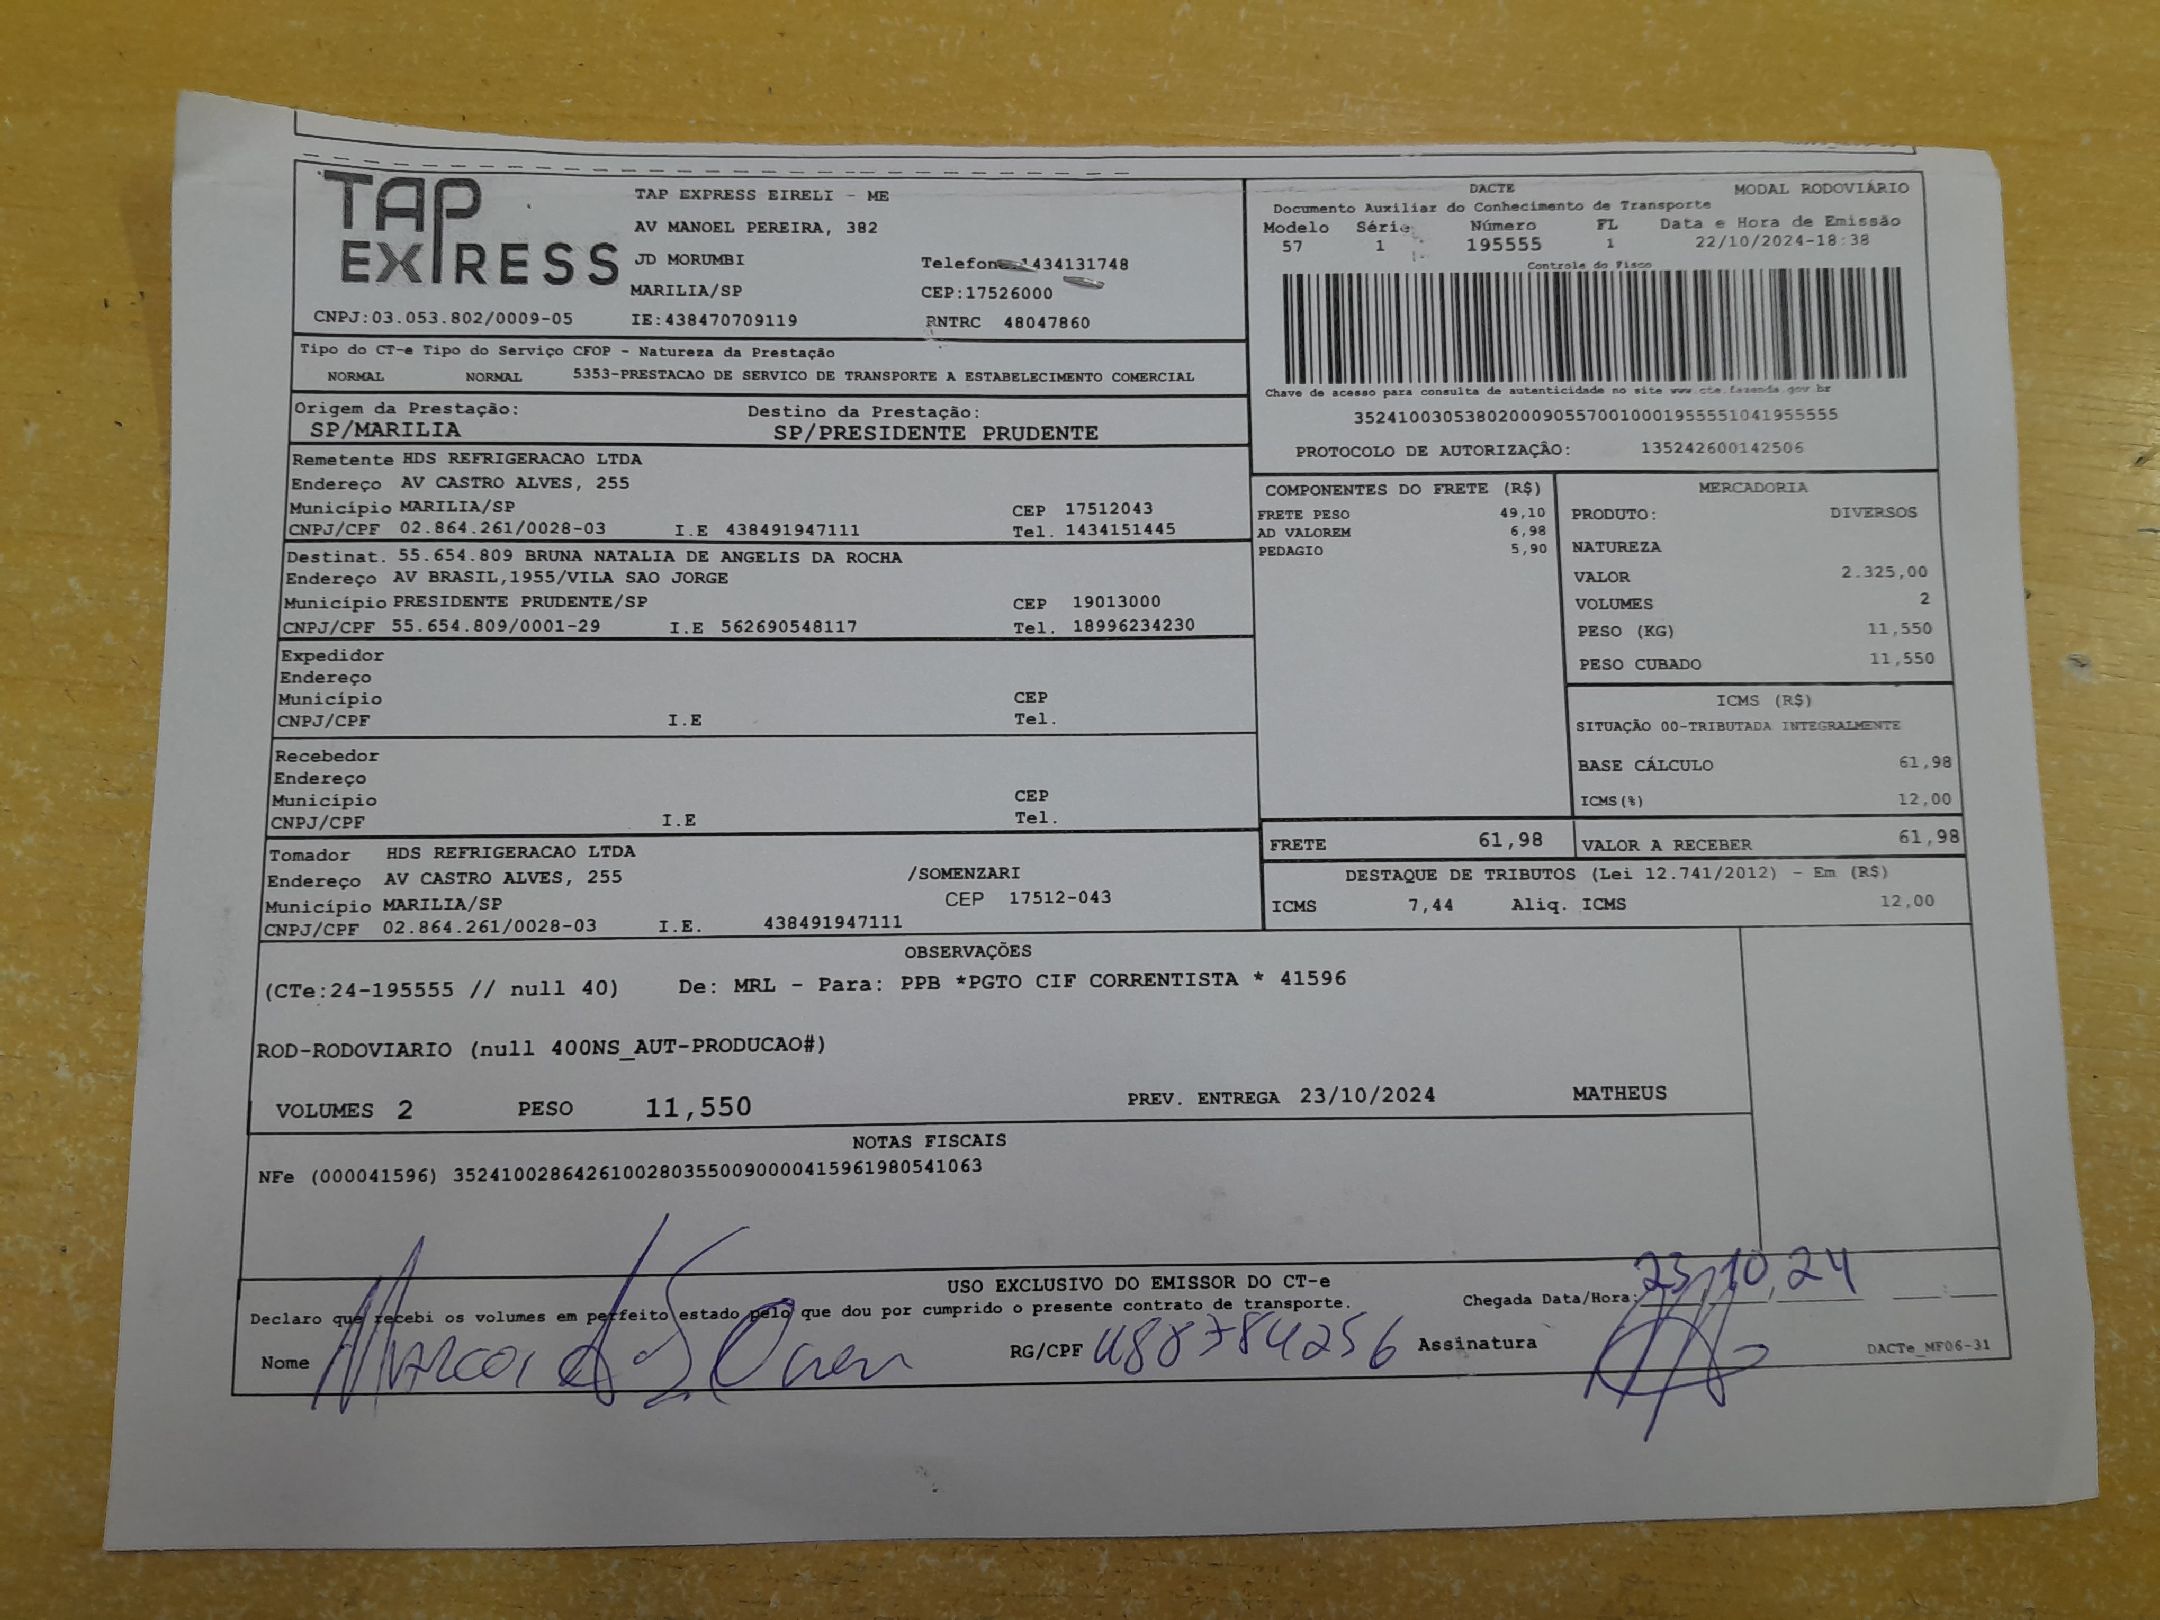 TAP EXPRESS
TAP EXPRESS EIRELI - ME
AV MANOEL PEREIRA, 382
JD MORUMBI Telefone 1434131748
MARILIA/SP CEP:17526000
CNPJ:03.053.802/0009-05 IE:438470709119 RNTRC 48047860
DACTE MODAL RODOVIÁRIO
Documento Auxiliar do Conhecimento de Transporte
Modelo Série Número FL Data e Hora de Emissão
57 1 195555 1 22/10/2024-18:38
Controle do Fisco
Chave de acesso para consulta de autenticidade no site www.cte.fazenda.gov.br
35241003053802000905570010001955551041955555
PROTOCOLO DE AUTORIZAÇÃO: 135242600142506
Tipo do CT-e Tipo do Serviço CFOP - Natureza da Prestação
NORMAL NORMAL 5353-PRESTACAO DE SERVICO DE TRANSPORTE A ESTABELECIMENTO COMERCIAL
Origem da Prestação: Destino da Prestação:
SP/MARILIA SP/PRESIDENTE PRUDENTE
Remetente HDS REFRIGERACAO LTDA
Endereço AV CASTRO ALVES, 255
Município MARILIA/SP CEP 17512043
CNPJ/CPF 02.864.261/0028-03 I.E 438491947111 Tel. 1434151445
Destinat. 55.654.809 BRUNA NATALIA DE ANGELIS DA ROCHA
Endereço AV BRASIL,1955/VILA SAO JORGE
Município PRESIDENTE PRUDENTE/SP CEP 19013000
CNPJ/CPF 55.654.809/0001-29 I.E 562690548117 Tel. 18996234230
Expedidor
Endereço
Município CEP
CNPJ/CPF I.E Tel.
Recebedor
Endereço
Município CEP
CNPJ/CPF I.E Tel.
Tomador HDS REFRIGERACAO LTDA
Endereço AV CASTRO ALVES, 255 /SOMENZARI
Município MARILIA/SP CEP 17512-043
CNPJ/CPF 02.864.261/0028-03 I.E. 438491947111
COMPONENTES DO FRETE (R$)
FRETE PESO 49,10
AD VALOREM 6,98
PEDAGIO 5,90
MERCADORIA
PRODUTO: DIVERSOS
NATUREZA
VALOR 2.325,00
VOLUMES 2
PESO (KG) 11,550
PESO CUBADO 11,550
ICMS (R$)
SITUAÇÃO 00-TRIBUTADA INTEGRALMENTE
BASE CÁLCULO 61,98
ICMS(%) 12,00
FRETE 61,98 VALOR A RECEBER 61,98
DESTAQUE DE TRIBUTOS (Lei 12.741/2012) - Em (R$)
ICMS 7,44 Aliq. ICMS 12,00
OBSERVAÇÕES
(CTe:24-195555 // null 40) De: MRL - Para: PPB *PGTO CIF CORRENTISTA * 41596
ROD-RODOVIARIO (null 400NS_AUT-PRODUCAO#)
VOLUMES 2 PESO 11,550 PREV. ENTREGA 23/10/2024 MATHEUS
NOTAS FISCAIS
NFe (000041596) 35241002864261002803550090000415961980541063
USO EXCLUSIVO DO EMISSOR DO CT-e
Declaro que recebi os volumes em perfeito estado pelo que dou por cumprido o presente contrato de transporte.
Chegada Data/Hora: 23/10/24
Nome RG/CPF 488784256 Assinatura
DACTe_MF06-31